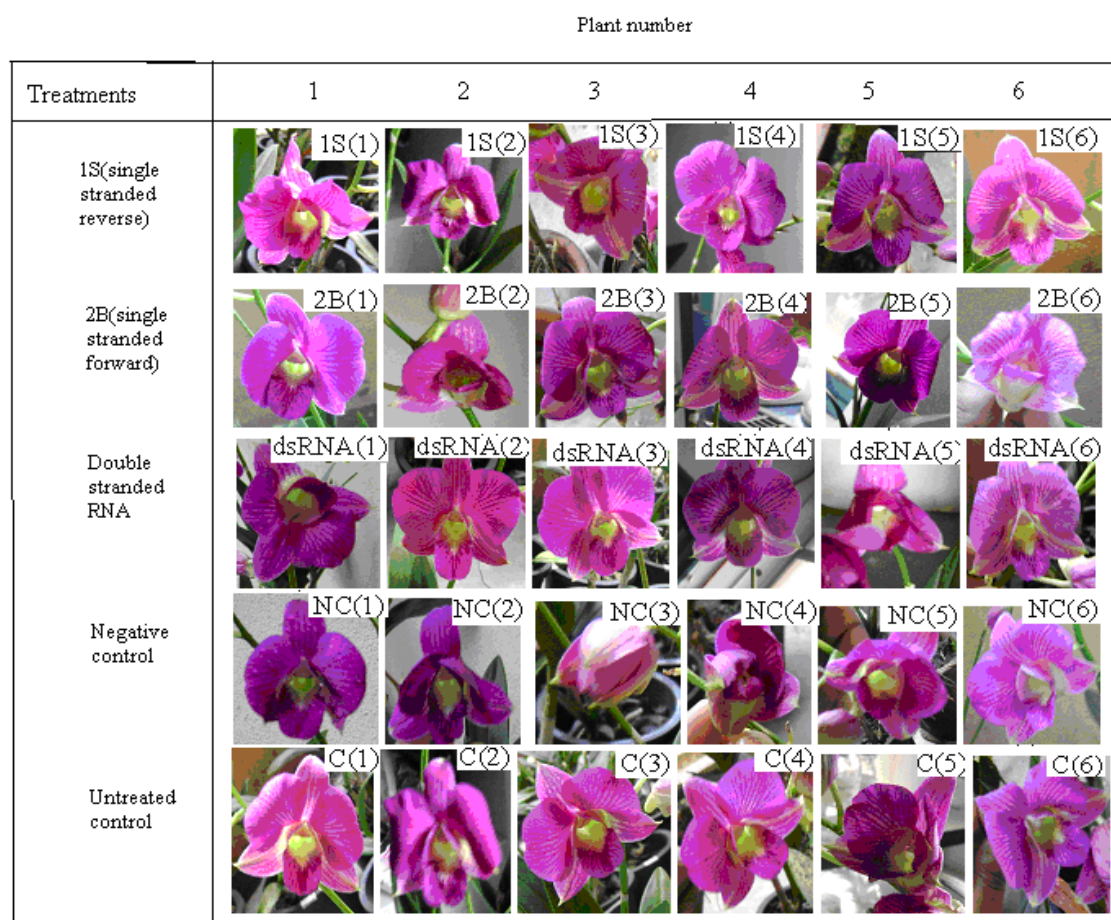 Plant number
Treatments 1 2 3 4 5 6
1S(single
stranded
reverse)
1S(1) 1S(2) 1S(3) 1S(4) 1S(5) 1S(6)
2B(single
stranded
forward)
2B(1) 2B(2) 2B(3) 2B(4) 2B(5) 2B(6)
Double
stranded
RNA
dsRNA(1) dsRNA(2) dsRNA(3) dsRNA(4) dsRNA(5) dsRNA(6)
Negative
control
NC(1) NC(2) NC(3) NC(4) NC(5) NC(6)
Untreated
control
C(1) C(2) C(3) C(4) C(5) C(6)